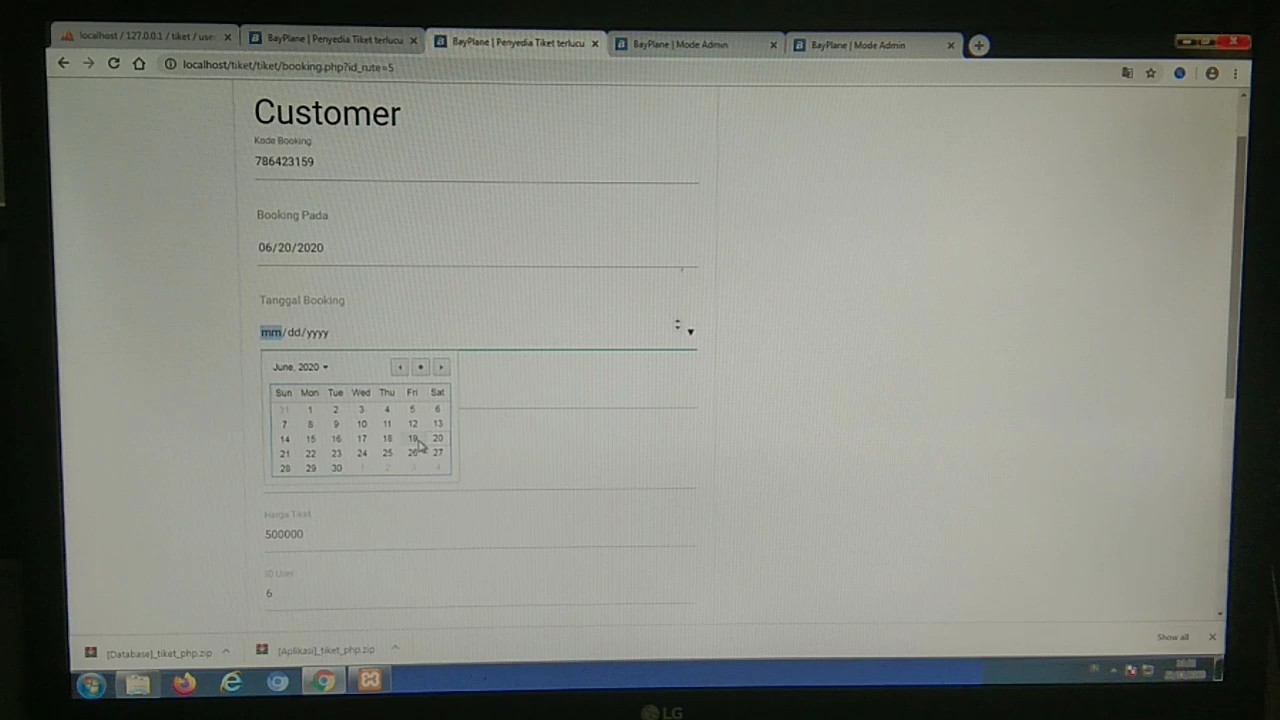 localhost / 127.0.0.1 / tiket / use
BayPlane | Penyedia Tiket terlucu
BayPlane | Penyedia Tiket terlucu
BayPlane | Mode Admin
BayPlane | Mode Admin
localhost/tiket/tiket/booking.php?id_rute=5
Customer
Kode Booking
786423159
Booking Pada
06/20/2020
Tanggal Booking
mm/dd/yyyy
June, 2020
Sun Mon Tue Wed Thu Fri Sat
31 1 2 3 4 5 6
7 8 9 10 11 12 13
14 15 16 17 18 19 20
21 22 23 24 25 26 27
28 29 30 1 2 3 4
Harga Tiket
500000
ID User
6
[Database]_tiket_php.zip
[Aplikasi]_tiket_php.zip
Show all
IN
LG